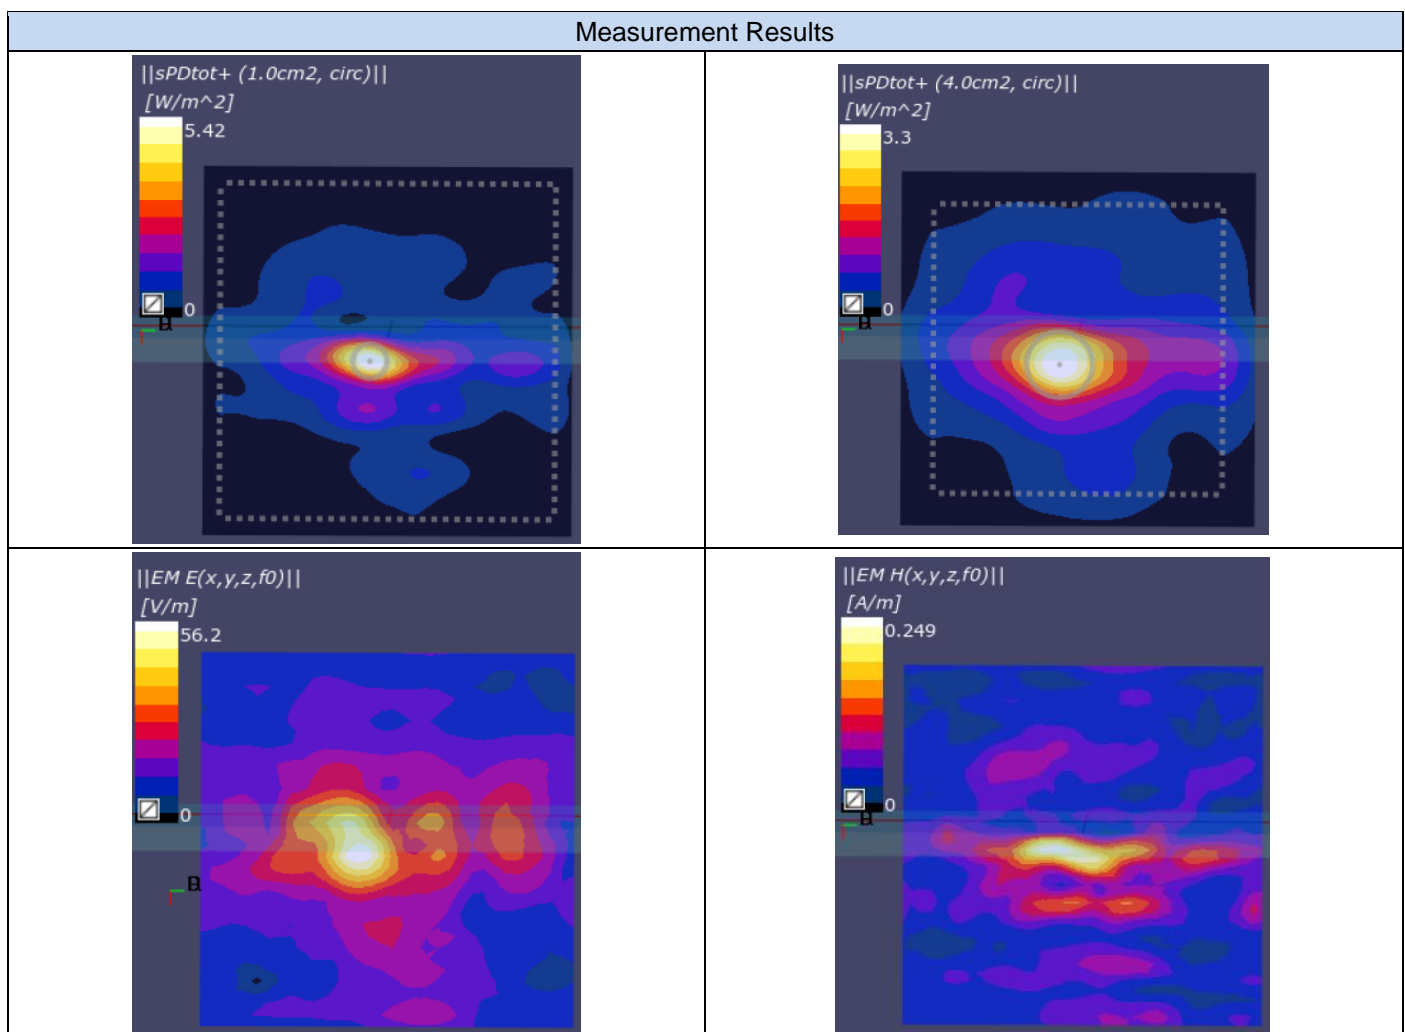 Measurement Results
||sPDtot+ (1.0cm2, circ)||
[W/m^2]
5.42
0
||sPDtot+ (4.0cm2, circ)||
[W/m^2]
3.3
0
||EM E(x,y,z,f0)||
[V/m]
56.2
0
||EM H(x,y,z,f0)||
[A/m]
0.249
0